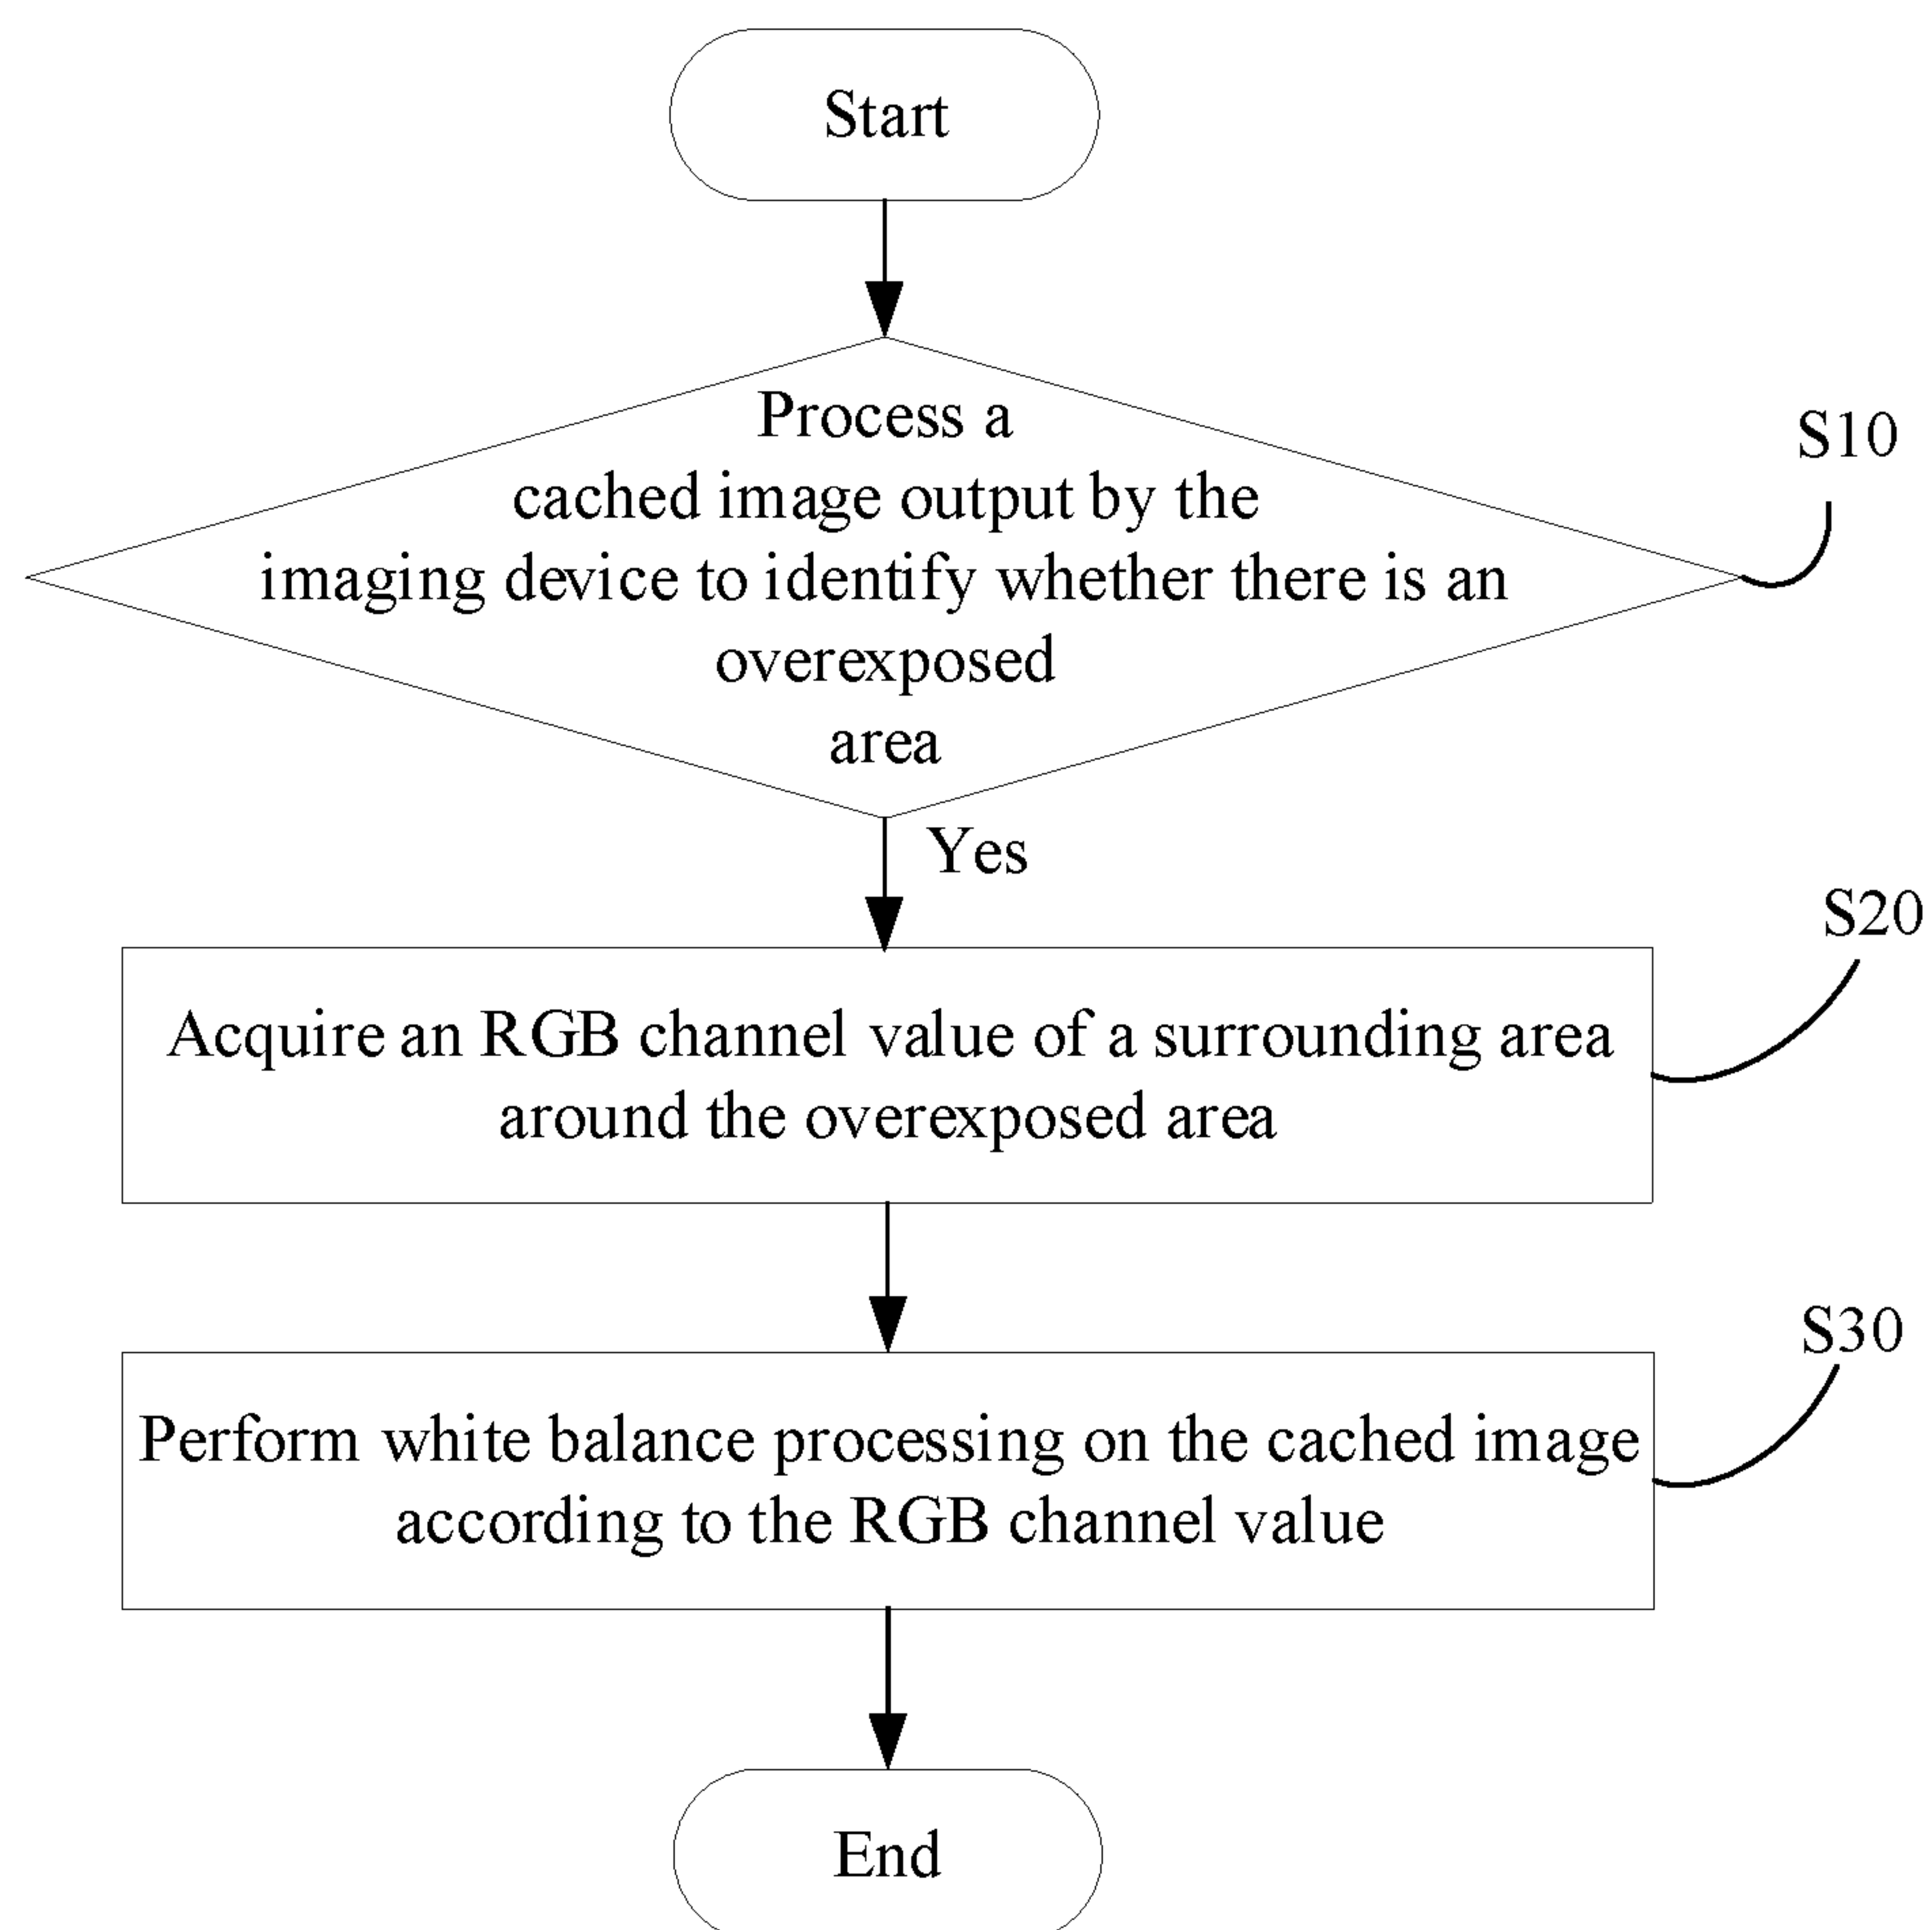 Start
Process a
cached image output by the
imaging device to identify whether there is an
overexposed
area
S10
Yes
S20
Acquire an RGB channel value of a surrounding area
around the overexposed area
S30
Perform white balance processing on the cached image
according to the RGB channel value
End